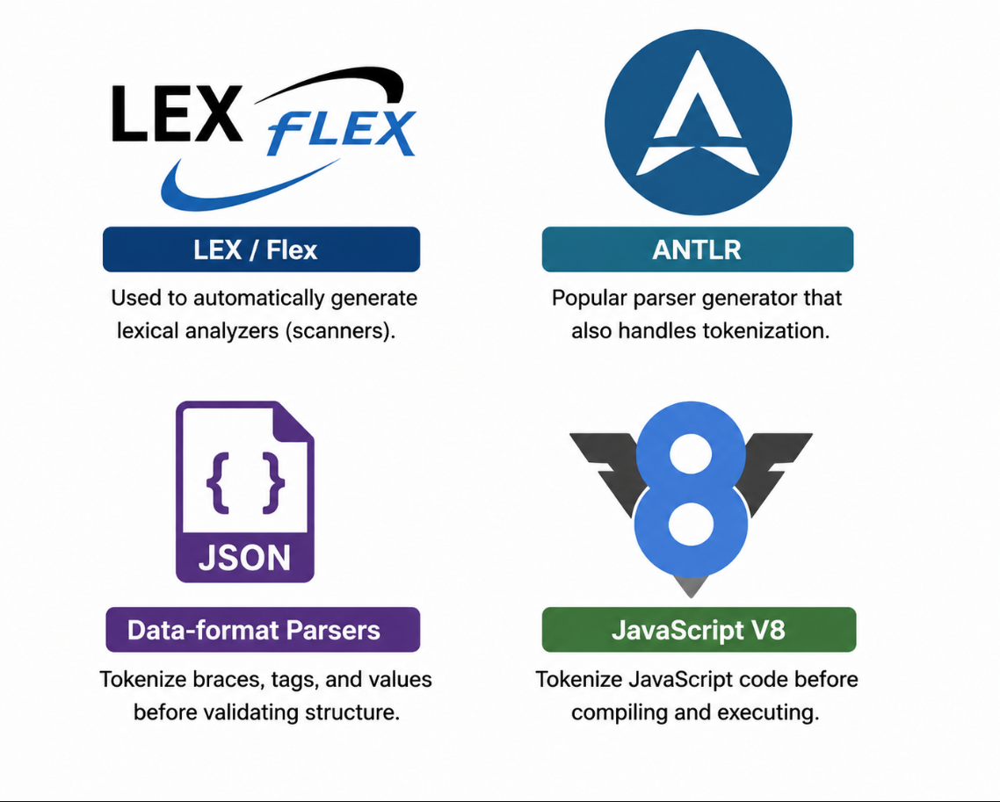 LEX
fLEX
LEX / Flex
Used to automatically generate
lexical analyzers (scanners).
ANTLR
Popular parser generator that
also handles tokenization.
{ }
JSON
Data-format Parsers
Tokenize braces, tags, and values
before validating structure.
8
JavaScript V8
Tokenize JavaScript code before
compiling and executing.